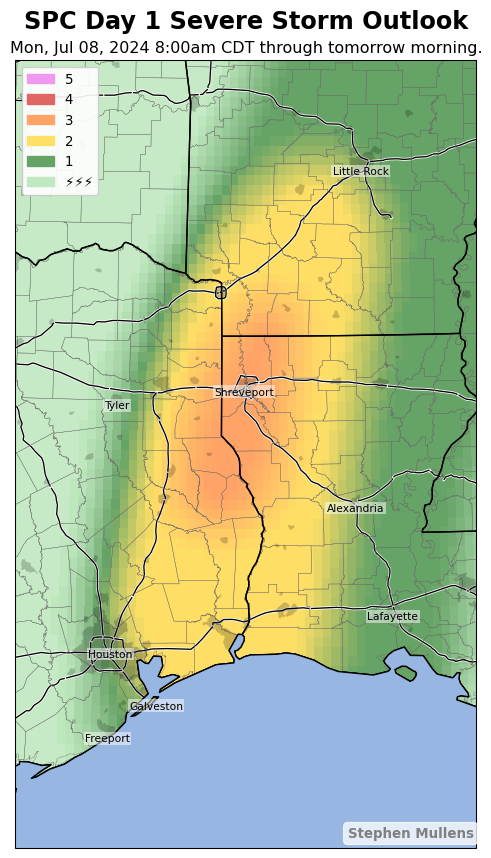 SPC Day 1 Severe Storm Outlook
Mon, Jul 08, 2024 8:00am CDT through tomorrow morning.
5
4
3
2
1
⚡⚡⚡
Little Rock
Shreveport
Tyler
Alexandria
Lafayette
Houston
Galveston
Freeport
Stephen Mullens